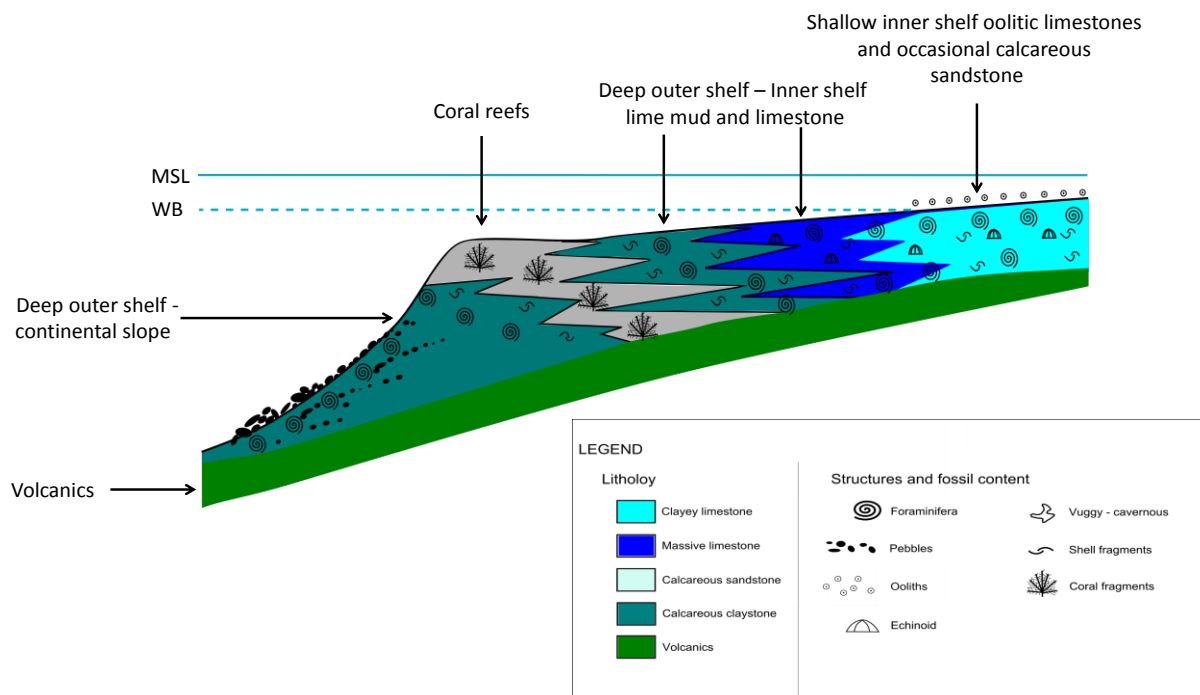 Shallow inner shelf oolitic limestones
and occasional calcareous
sandstone
Deep outer shelf – Inner shelf
lime mud and limestone
Coral reefs
MSL
WB
Deep outer shelf -
continental slope
Volcanics
LEGEND
Litholoy
Clayey limestone
Massive limestone
Calcareous sandstone
Calcareous claystone
Volcanics
Structures and fossil content
Foraminifera
Pebbles
Ooliths
Echinoid
Vuggy - cavernous
Shell fragments
Coral fragments